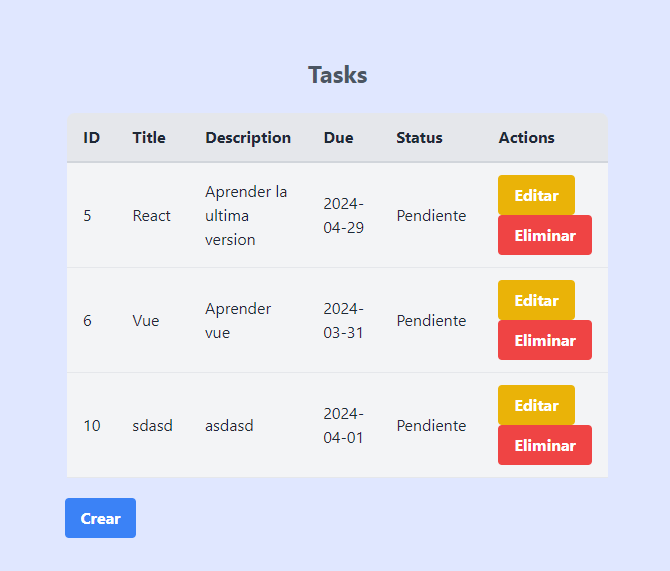 Tasks
ID Title Description Due Status Actions
5 React Aprender la ultima version 2024-04-29 Pendiente Editar Eliminar
6 Vue Aprender vue 2024-03-31 Pendiente Editar Eliminar
10 sdasd asdasd 2024-04-01 Pendiente Editar Eliminar
Crear